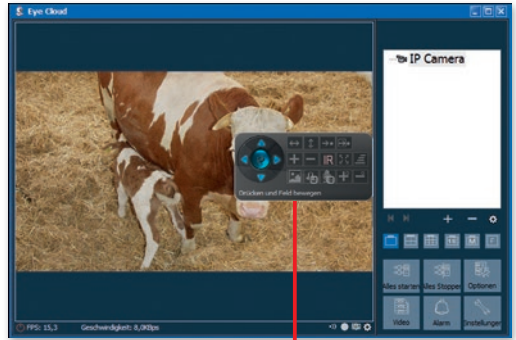 Eye Cloud
IP Camera
IR
Drücken und Feld bewegen
Alles starten
Alles Stoppen
Optionen
Video
Alarm
Einstellungen
FPS: 15,3
Geschwindigkeit: 8,0KBps